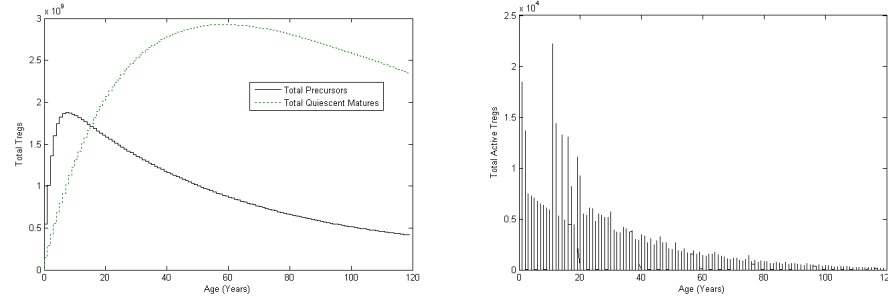 x 10^9
3
2.5
2
1.5
1
0.5
0
0 20 40 60 80 100 120
Total Tregs
Age (Years)
Total Precursors
Total Quiescent Matures
x 10^4
2.5
2
1.5
1
0.5
0
0 20 40 60 80 100 120
Total Active Tregs
Age (Years)